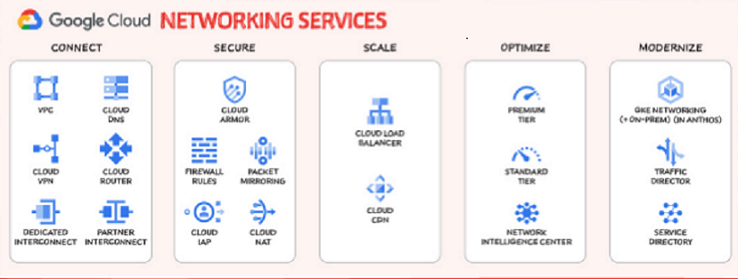 Google Cloud NETWORKING SERVICES
CONNECT
SECURE
SCALE
OPTIMIZE
MODERNIZE
VPC
CLOUD
DNS
CLOUD
VPN
CLOUD
ROUTER
DEDICATED
INTERCONNECT
PARTNER
INTERCONNECT
CLOUD
ARMOR
FIREWALL
RULES
PACKET
MIRRORING
CLOUD
IAP
CLOUD
NAT
CLOUD LOAD
BALANCER
CLOUD
CDN
PREMIUM
TIER
STANDARD
TIER
NETWORK
INTELLIGENCE CENTER
GKE NETWORKING
(+ON-PREM) (IN ANTHOS)
TRAFFIC
DIRECTOR
SERVICE
DIRECTORY